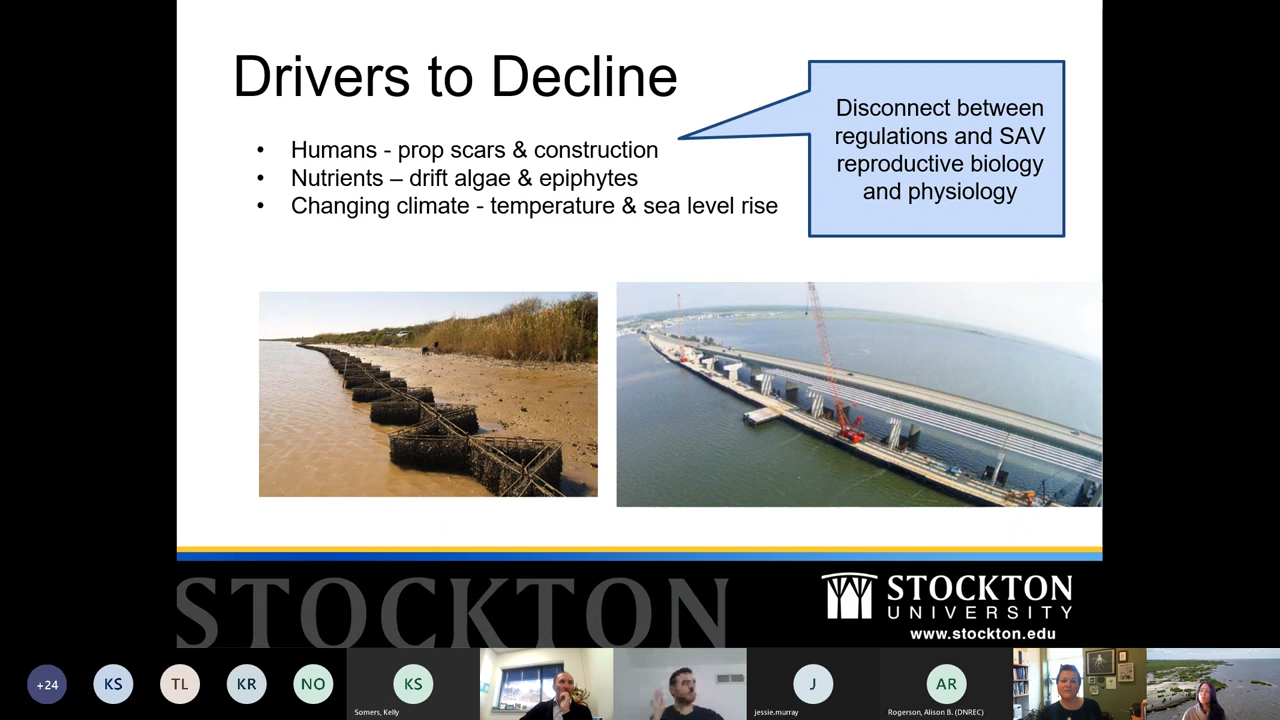 Drivers to Decline
• Humans - prop scars & construction
• Nutrients – drift algae & epiphytes
• Changing climate - temperature & sea level rise
Disconnect between
regulations and SAV
reproductive biology
and physiology
STOCKTON
STOCKTON
UNIVERSITY
www.stockton.edu
+24
KS
TL
KR
NO
KS
Somers, Kelly
J
jessie.murray
AR
Rogerson, Alison B. (DNREC)